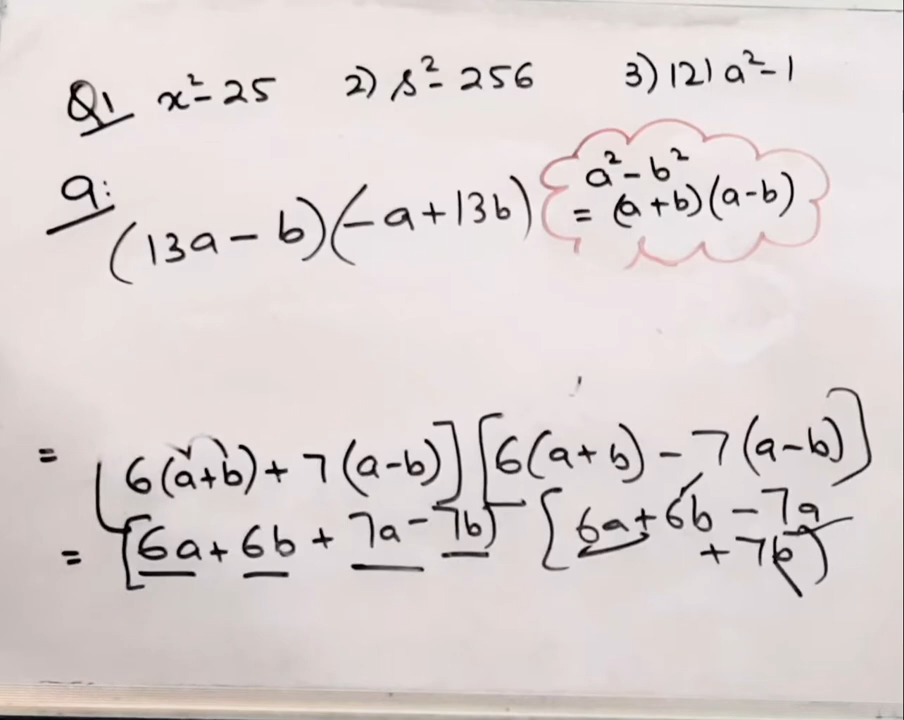 Q1 x²-25 2) s²-256 3) 121a²-1
a²-b²
= (a+b)(a-b)
9:
(13a-b)(-a+13b)
= [6(a+b)+7(a-b)] [6(a+b)-7(a-b)]
= [6a+6b+7a-7b] [6a+6b-7a
+7b]